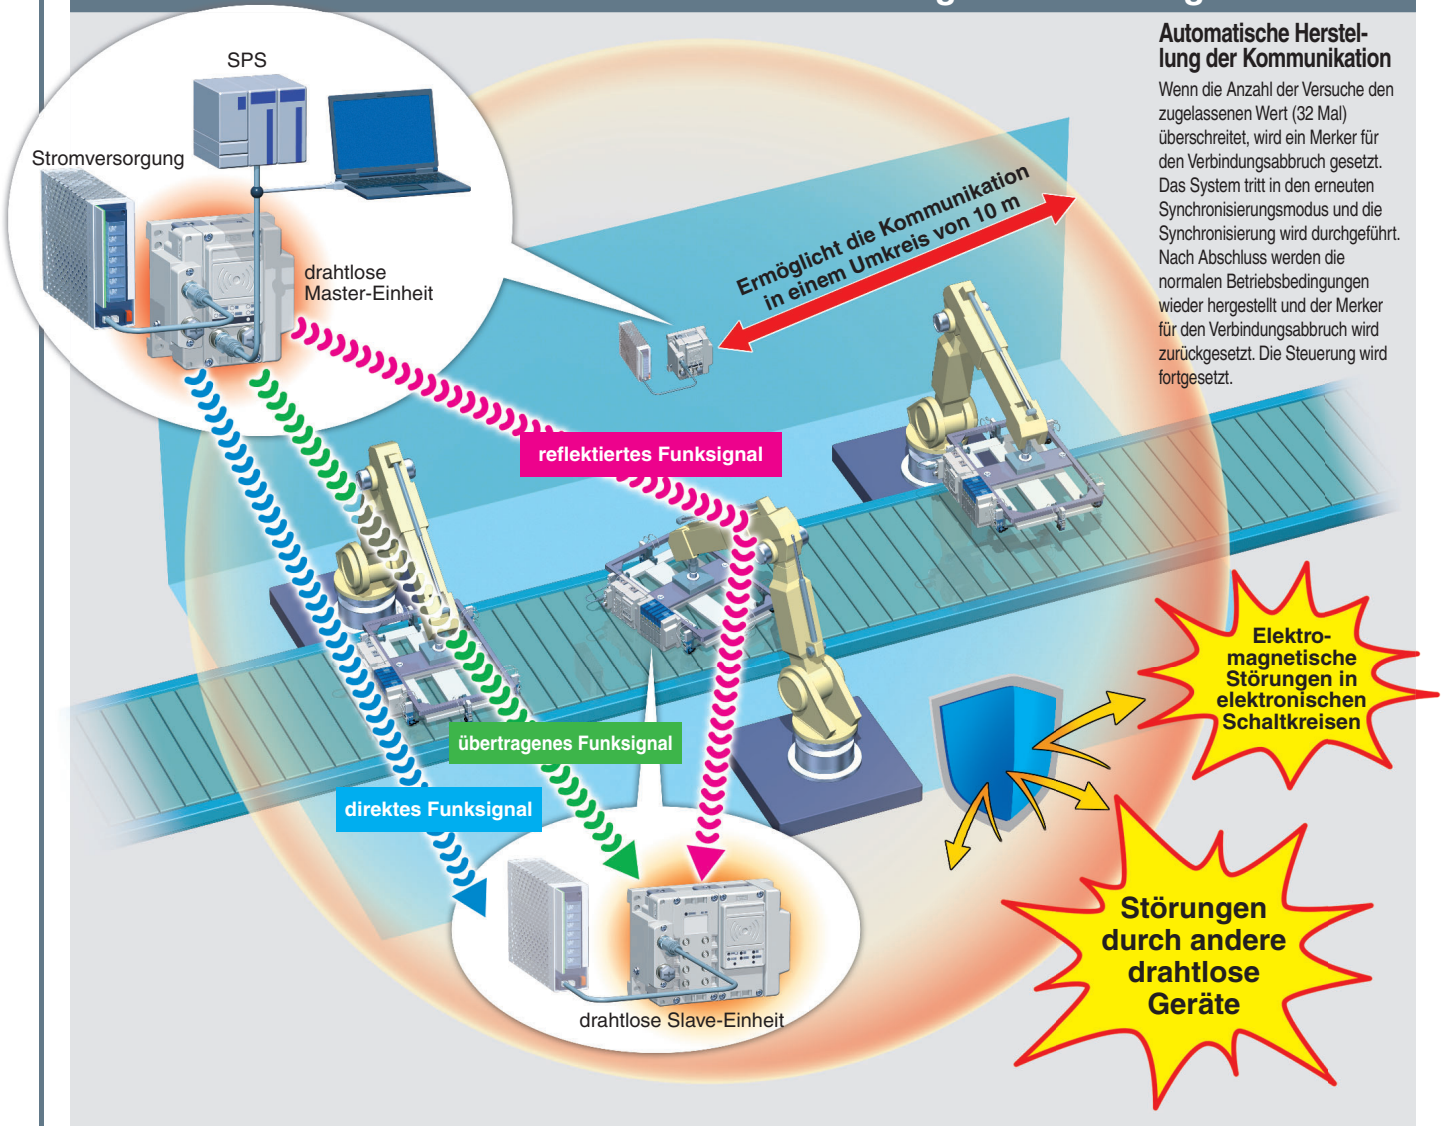 Automatische Herstel-
lung der Kommunikation
Wenn die Anzahl der Versuche den
zugelassenen Wert (32 Mal)
überschreitet, wird ein Merker für
den Verbindungsabbruch gesetzt.
Das System tritt in den erneuten
Synchronisierungsmodus und die
Synchronisierung wird durchgeführt.
Nach Abschluss werden die
normalen Betriebsbedingungen
wieder hergestellt und der Merker
für den Verbindungsabbruch wird
zurückgesetzt. Die Steuerung wird
fortgesetzt.
SPS
Stromversorgung
drahtlose
Master-Einheit
Ermöglicht die Kommunikation
in einem Umkreis von 10 m
reflektiertes Funksignal
übertragenes Funksignal
direktes Funksignal
drahtlose Slave-Einheit
Elektro-
magnetische
Störungen in
elektronischen
Schaltkreisen
Störungen
durch andere
drahtlose
Geräte